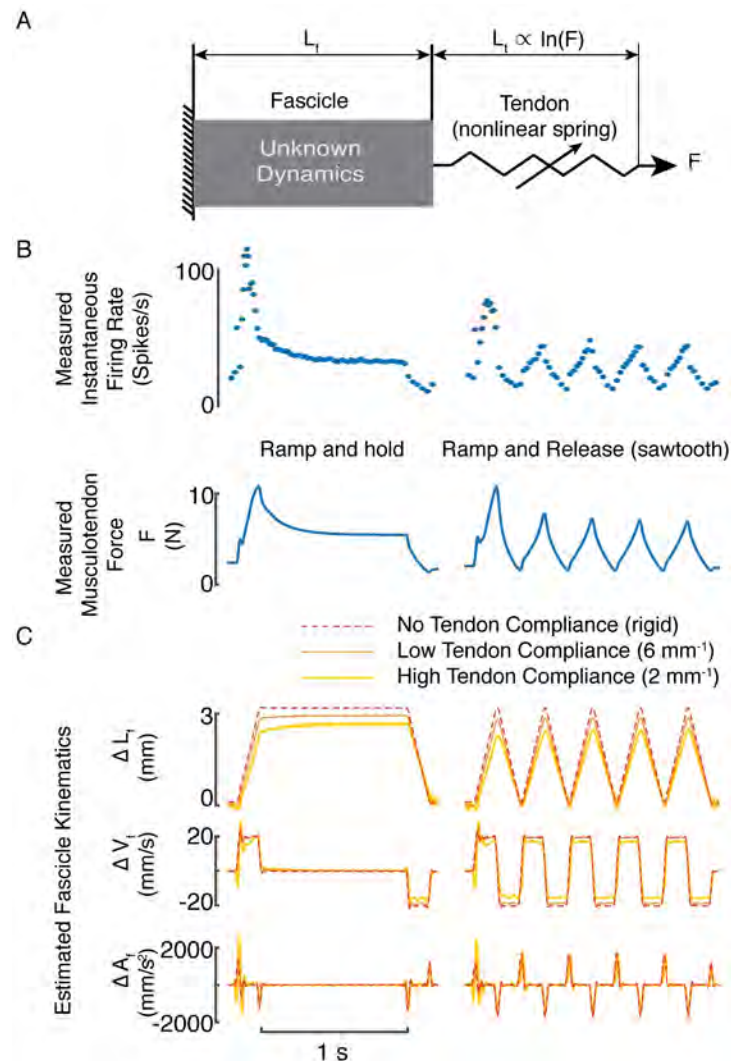 A
L_f
L_t ∝ ln(F)
Fascicle
Tendon
(nonlinear spring)
Unknown
Dynamics
F
B
Measured
Instantaneous
Firing Rate
(Spikes/s)
100
0
Ramp and hold
Ramp and Release (sawtooth)
Measured
Musculotendon
Force
F
(N)
10
0
C
No Tendon Compliance (rigid)
Low Tendon Compliance (6 mm⁻¹)
High Tendon Compliance (2 mm⁻¹)
Estimated Fascicle Kinematics
Δ L_f
(mm)
3
0
Δ V_f
(mm/s)
20
-20
Δ A_f
(mm/s²)
2000
-2000
1 s